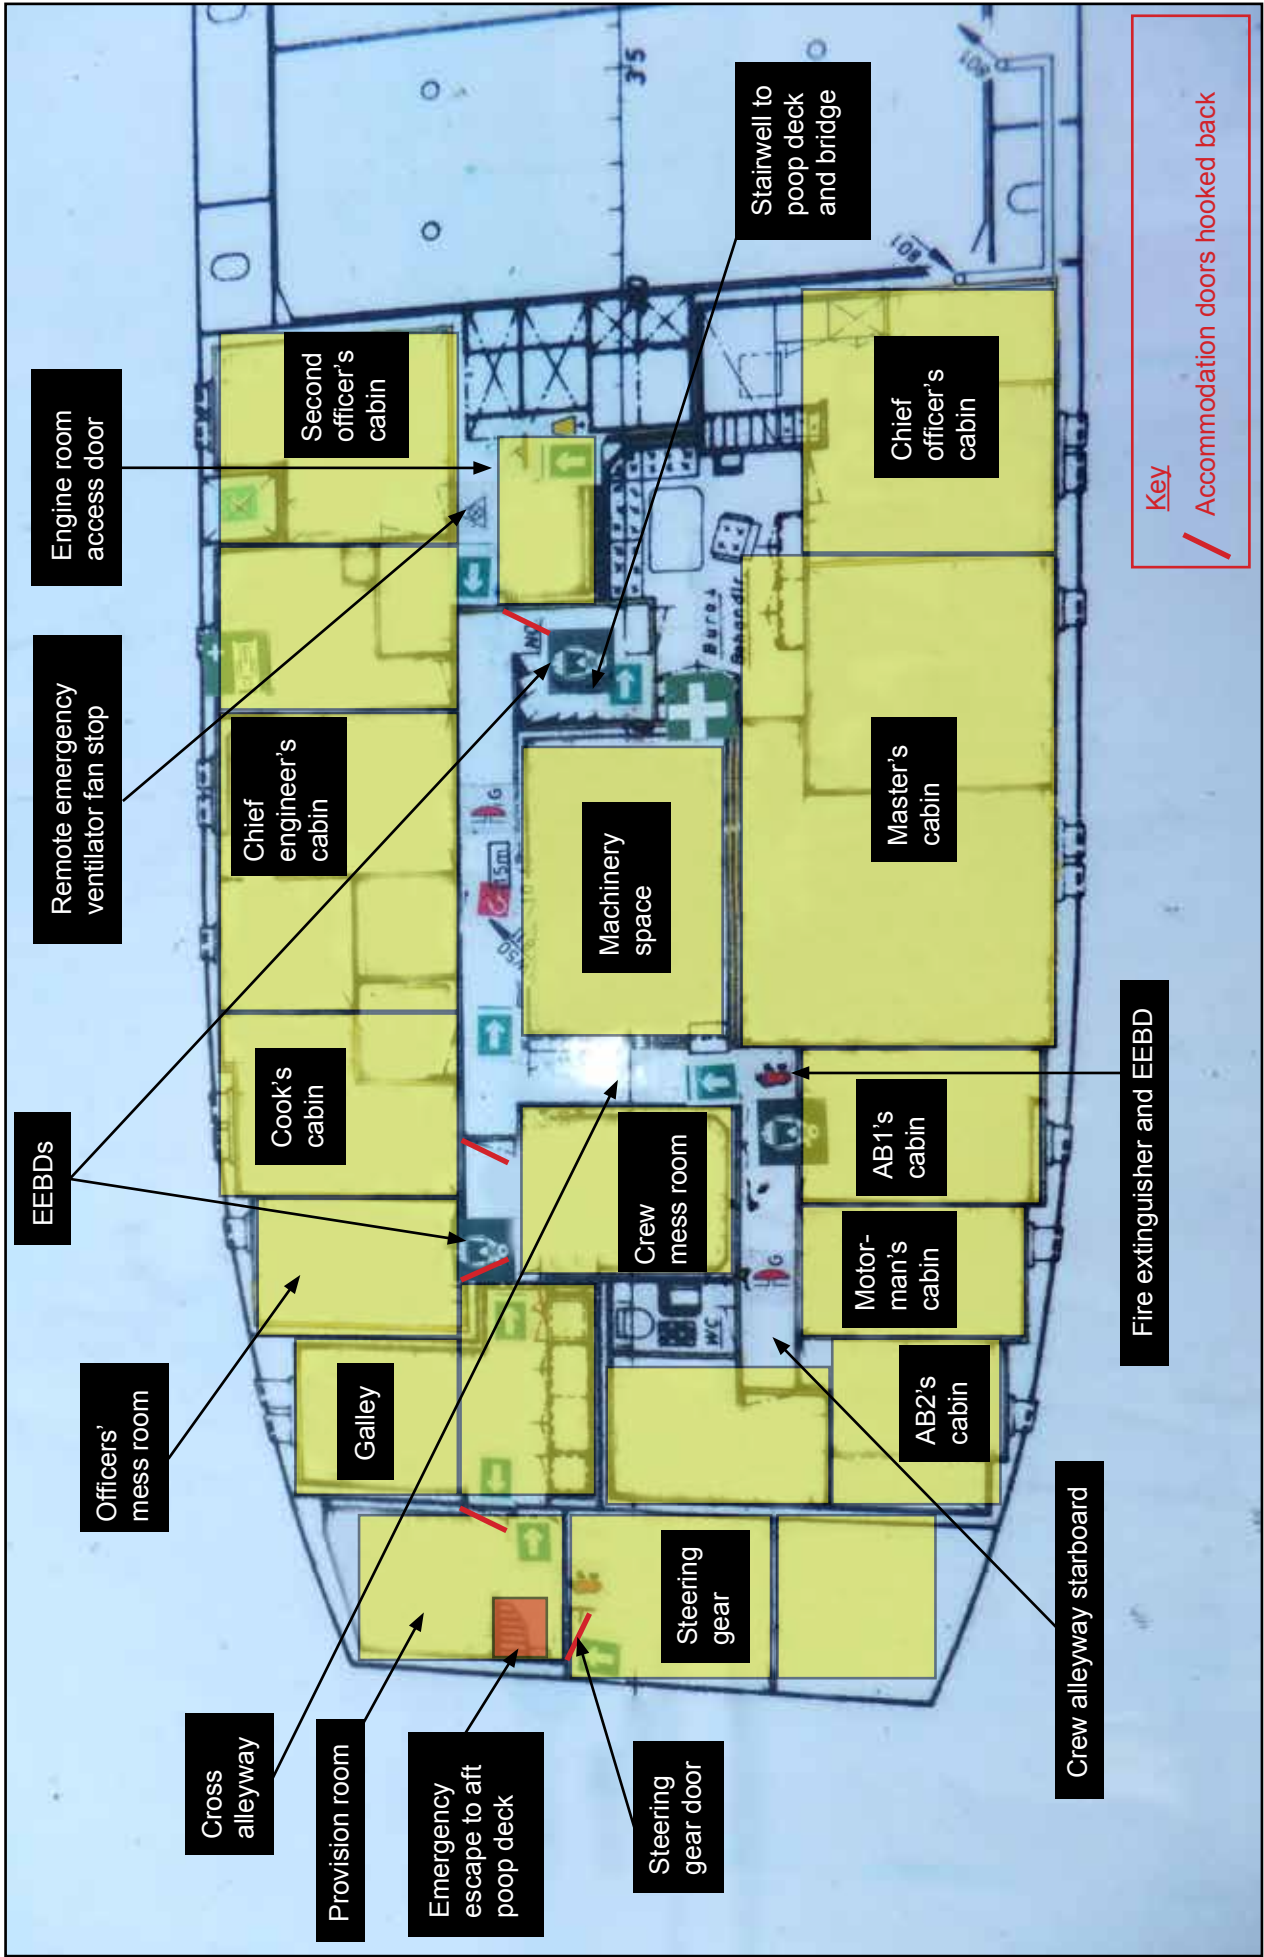 Engine room
access door
Remote emergency
ventilator fan stop
EEBDs
Officers'
mess room
Cross
alleyway
Provision room
Emergency
escape to aft
poop deck
Steering
gear door
Second
officer's
cabin
Chief
engineer's
cabin
Cook's
cabin
Galley
Stairwell to
poop deck
and bridge
Machinery
space
Crew
mess room
Steering
gear
Chief
officer's
cabin
Master's
cabin
AB1's
cabin
Motor-
man's
cabin
AB2's
cabin
Fire extinguisher and EEBD
Crew alleyway starboard
Key
Accommodation doors hooked back
35
801
801
15m
G
G
WC